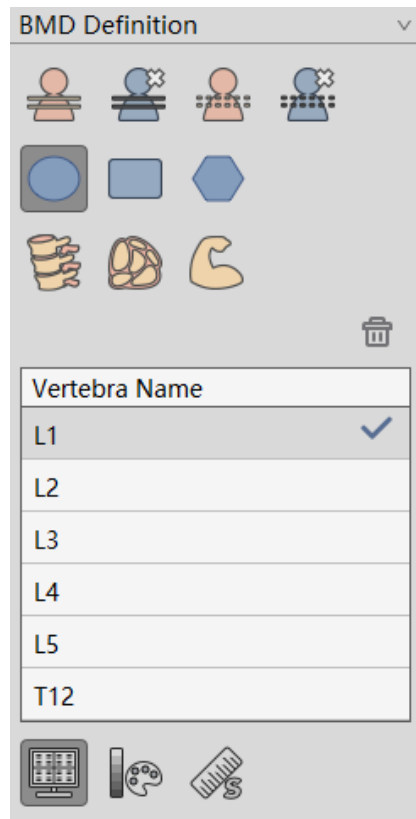 BMD Definition
Vertebra Name
L1
L2
L3
L4
L5
T12
S